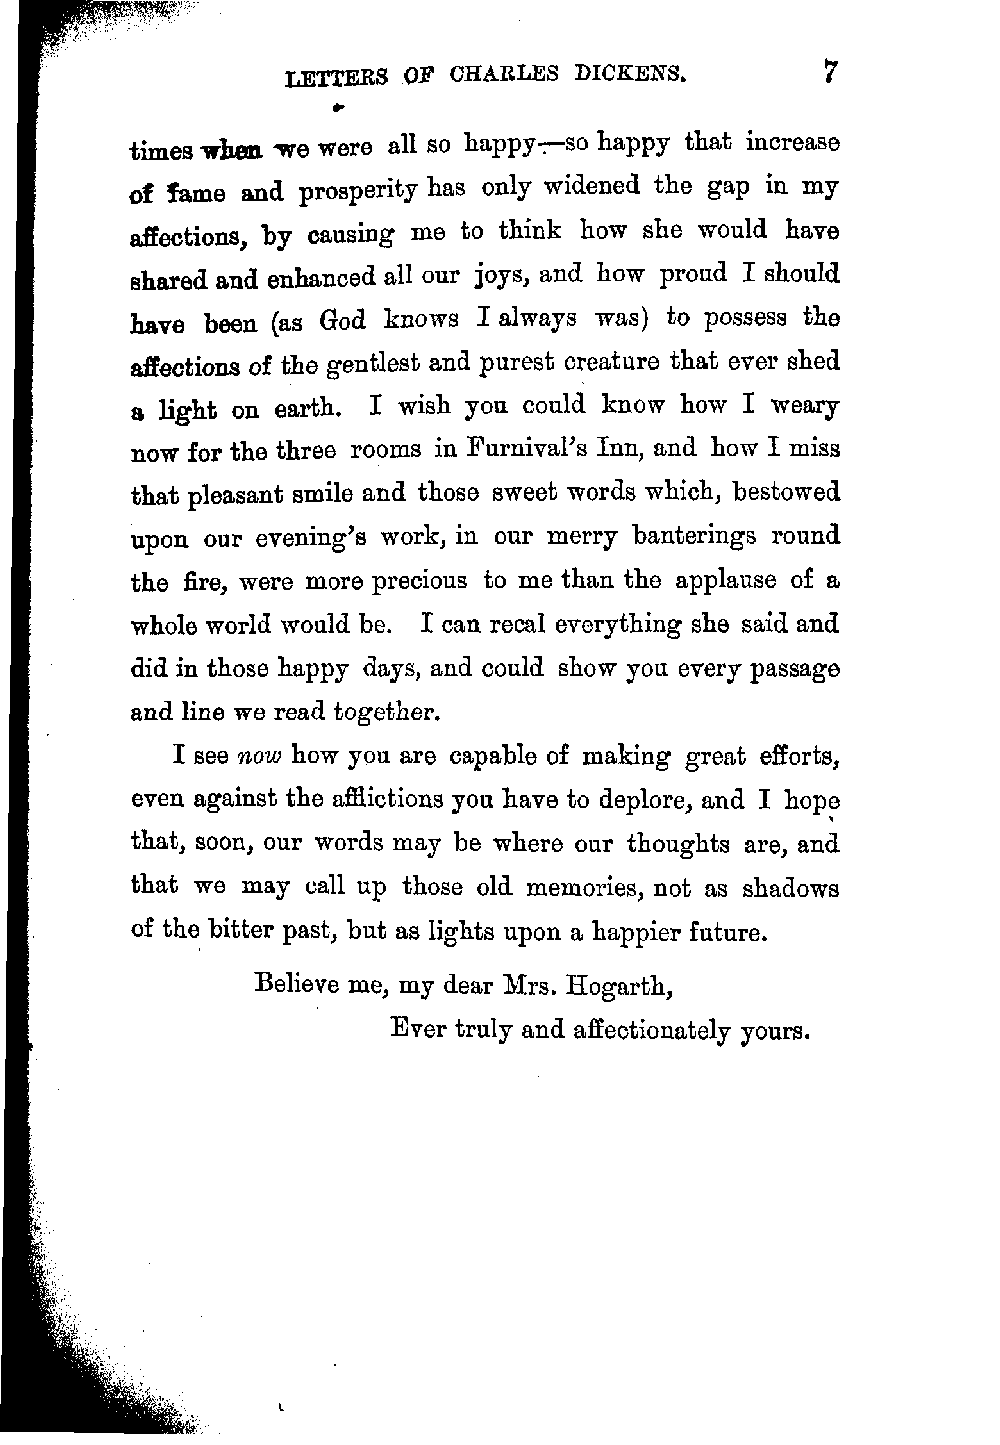 LETTERS OF CHARLES DICKENS. 7
times when we were all so happy—so happy that increase
of fame and prosperity has only widened the gap in my
affections, by causing me to think how she would have
shared and enhanced all our joys, and how proud I should
have been (as God knows I always was) to possess the
affections of the gentlest and purest creature that ever shed
a light on earth. I wish you could know how I weary
now for the three rooms in Furnival's Inn, and how I miss
that pleasant smile and those sweet words which, bestowed
upon our evening's work, in our merry banterings round
the fire, were more precious to me than the applause of a
whole world would be. I can recal everything she said and
did in those happy days, and could show you every passage
and line we read together.
I see now how you are capable of making great efforts,
even against the afflictions you have to deplore, and I hope
that, soon, our words may be where our thoughts are, and
that we may call up those old memories, not as shadows
of the bitter past, but as lights upon a happier future.
Believe me, my dear Mrs. Hogarth,
Ever truly and affectionately yours.